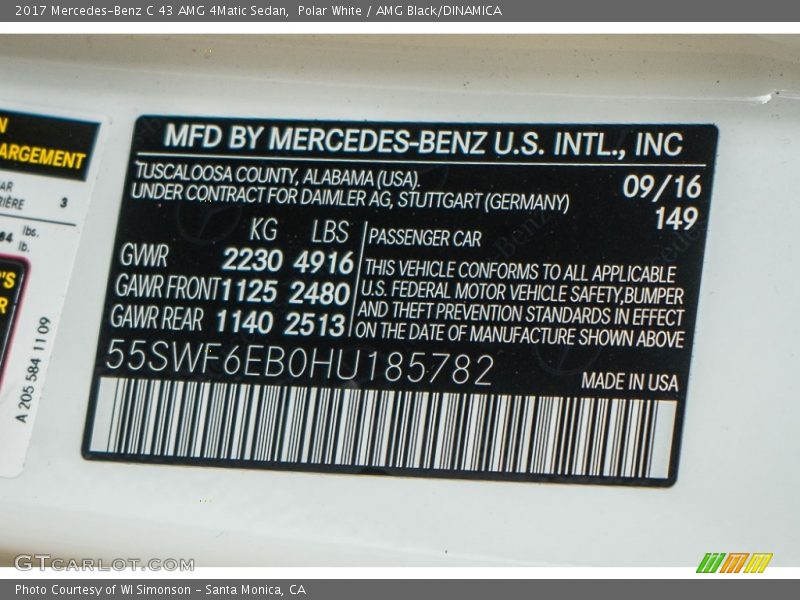 2017 Mercedes-Benz C 43 AMG 4Matic Sedan,  Polar White / AMG Black/DINAMICA
MFD BY MERCEDES-BENZ U.S. INTL., INC
TUSCALOOSA COUNTY, ALABAMA (USA).
UNDER CONTRACT FOR DAIMLER AG, STUTTGART (GERMANY)
09/16
149
KG LBS
GVWR 2230 4916
GAWR FRONT 1125 2480
GAWR REAR 1140 2513
PASSENGER CAR
THIS VEHICLE CONFORMS TO ALL APPLICABLE
U.S. FEDERAL MOTOR VEHICLE SAFETY, BUMPER
AND THEFT PREVENTION STANDARDS IN EFFECT
ON THE DATE OF MANUFACTURE SHOWN ABOVE
55SWF6EB0HU185782
MADE IN USA
ARGEMENT
3
lbs.
lb.
A 205 584 11 09
GTCARLOT.COM
Photo Courtesy of WI Simonson - Santa Monica, CA